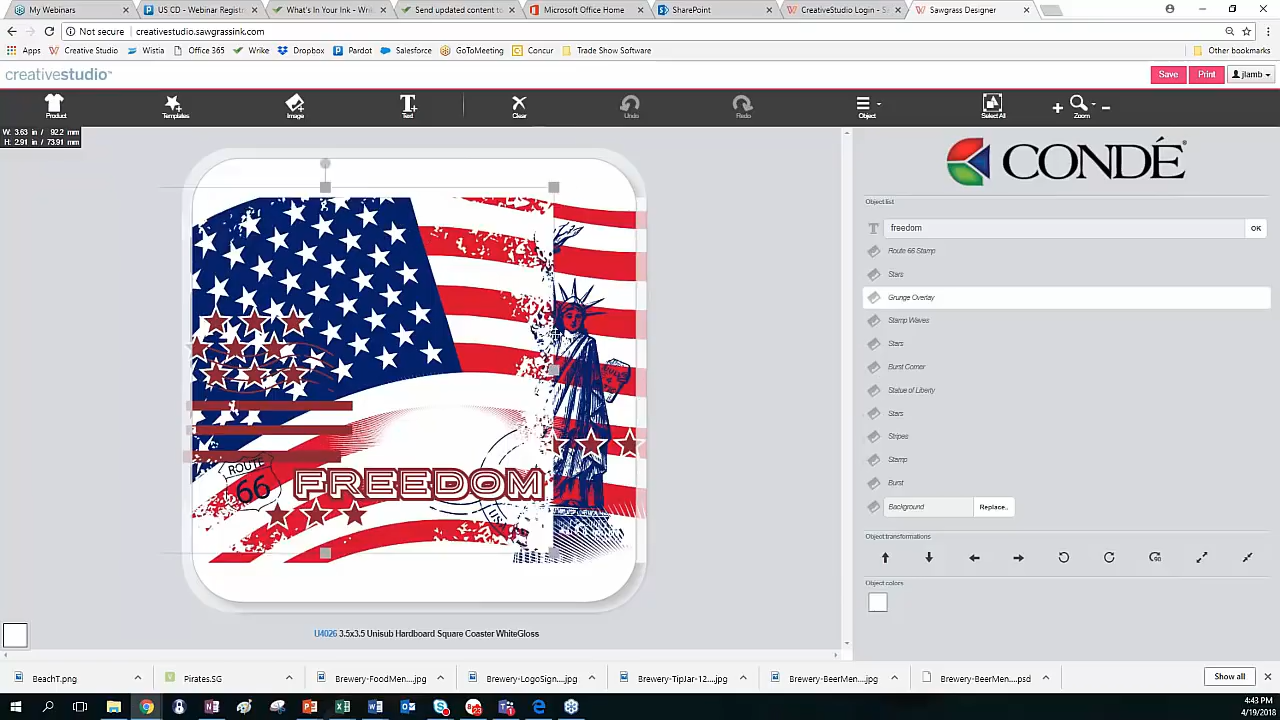 My Webinars
US CD - Webinar Regist
What's In Your Ink - Wri
Send updated content to
Microsoft Office Home
SharePoint
CreativeStudio Login - Sa
Sawgrass Designer
Not secure | creativestudio.sawgrassink.com
Apps
Creative Studio
Wistia
Office 365
Wrike
Dropbox
Pardot
Salesforce
GoToMeeting
Concur
Trade Show Software
Other bookmarks
creativestudio™
Save
Print
jlamb
Product
Templates
Image
Text
Clear
Undo
Redo
Object
Select All
Zoom
W: 3.63 in / 92.2 mm
H: 2.91 in / 73.91 mm
CONDÉ®
Object list
freedom
OK
Route 66 Stamp
Stars
Grunge Overlay
Stamp Waves
Stars
Burst Corner
Statue of Liberty
Stars
Stripes
Stamp
Burst
Background
Replace..
Object transformations
90
Object colors
ROUTE
66
FREEDOM
U4026 3.5x3.5 Unisub Hardboard Square Coaster WhiteGloss
BeachT.png
Pirates.SG
Brewery-FoodMen....jpg
Brewery-LogoSign...jpg
Brewery-TipJar-12....jpg
Brewery-BeerMen....jpg
Brewery-BeerMen....psd
Show all
4:43 PM
4/19/2018